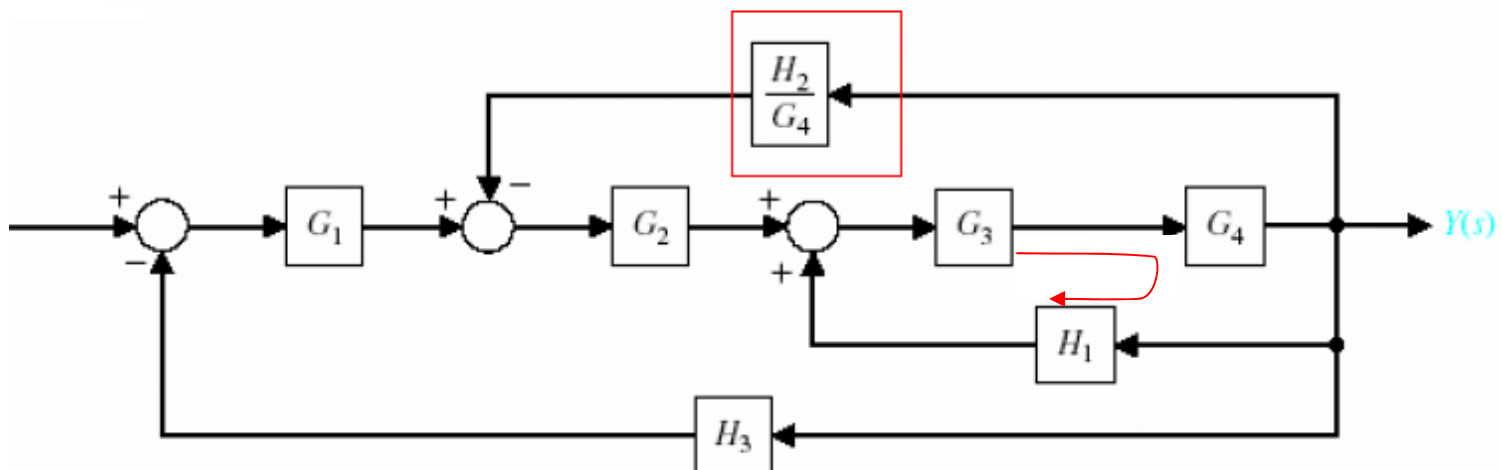 H2
G4
+ G1 + − G2 + G3 G4 Y(s)
− +
H1
H3